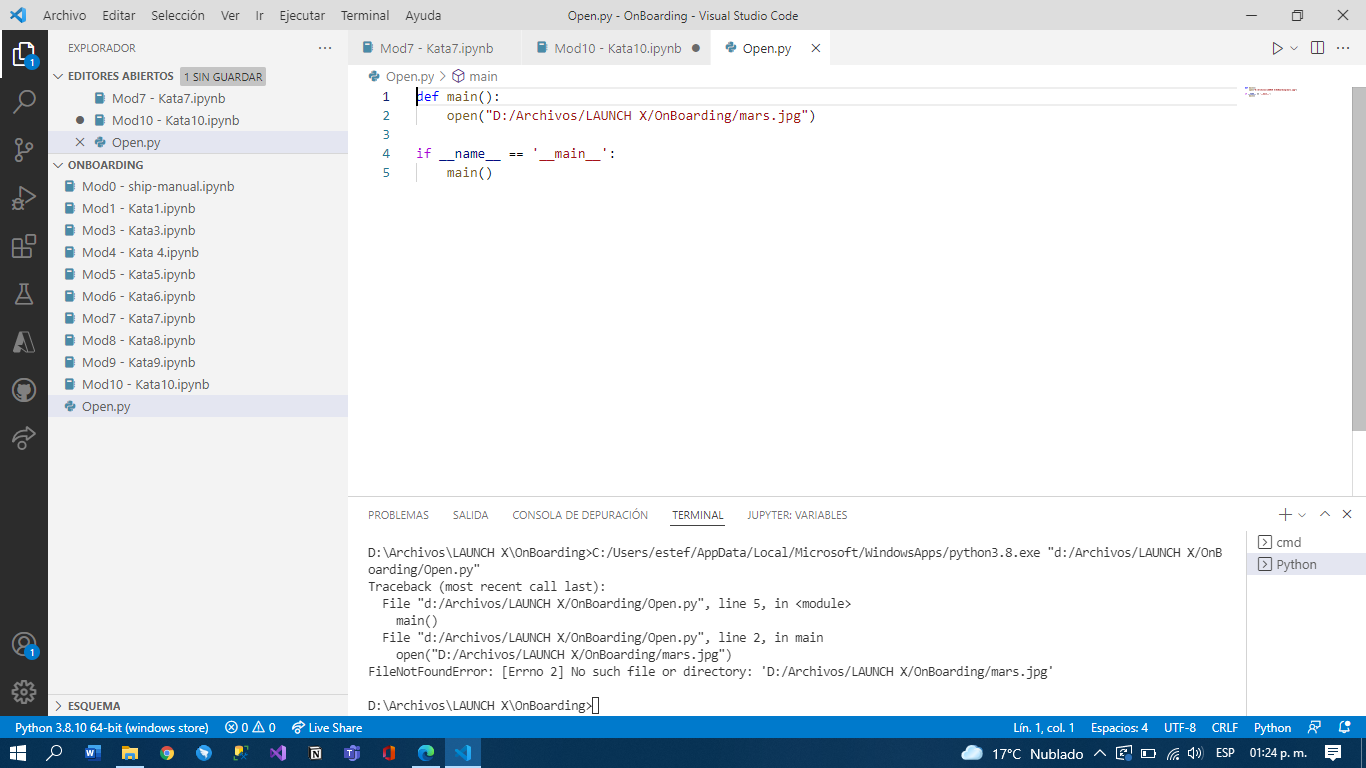 Archivo Editar Selección Ver Ir Ejecutar Terminal Ayuda
Open.py - OnBoarding - Visual Studio Code
EXPLORADOR
EDITORES ABIERTOS 1 SIN GUARDAR
Mod7 - Kata7.ipynb
Mod10 - Kata10.ipynb
Open.py
ONBOARDING
Mod0 - ship-manual.ipynb
Mod1 - Kata1.ipynb
Mod3 - Kata3.ipynb
Mod4 - Kata 4.ipynb
Mod5 - Kata5.ipynb
Mod6 - Kata6.ipynb
Mod7 - Kata7.ipynb
Mod8 - Kata8.ipynb
Mod9 - Kata9.ipynb
Mod10 - Kata10.ipynb
Open.py
ESQUEMA
1
1
Mod7 - Kata7.ipynb Mod10 - Kata10.ipynb Open.py
Open.py > main
1 def main():
2 open("D:/Archivos/LAUNCH X/OnBoarding/mars.jpg")
3
4 if __name__ == '__main__':
5 main()
PROBLEMAS SALIDA CONSOLA DE DEPURACIÓN TERMINAL JUPYTER: VARIABLES
D:\Archivos\LAUNCH X\OnBoarding>C:/Users/estef/AppData/Local/Microsoft/WindowsApps/python3.8.exe "d:/Archivos/LAUNCH X/OnB
oarding/Open.py"
Traceback (most recent call last):
File "d:/Archivos/LAUNCH X/OnBoarding/Open.py", line 5, in <module>
main()
File "d:/Archivos/LAUNCH X/OnBoarding/Open.py", line 2, in main
open("D:/Archivos/LAUNCH X/OnBoarding/mars.jpg")
FileNotFoundError: [Errno 2] No such file or directory: 'D:/Archivos/LAUNCH X/OnBoarding/mars.jpg'
D:\Archivos\LAUNCH X\OnBoarding>
cmd
Python
Python 3.8.10 64-bit (windows store) 0 0 Live Share
Lín. 1, col. 1 Espacios: 4 UTF-8 CRLF Python
17°C Nublado ESP 01:24 p. m.